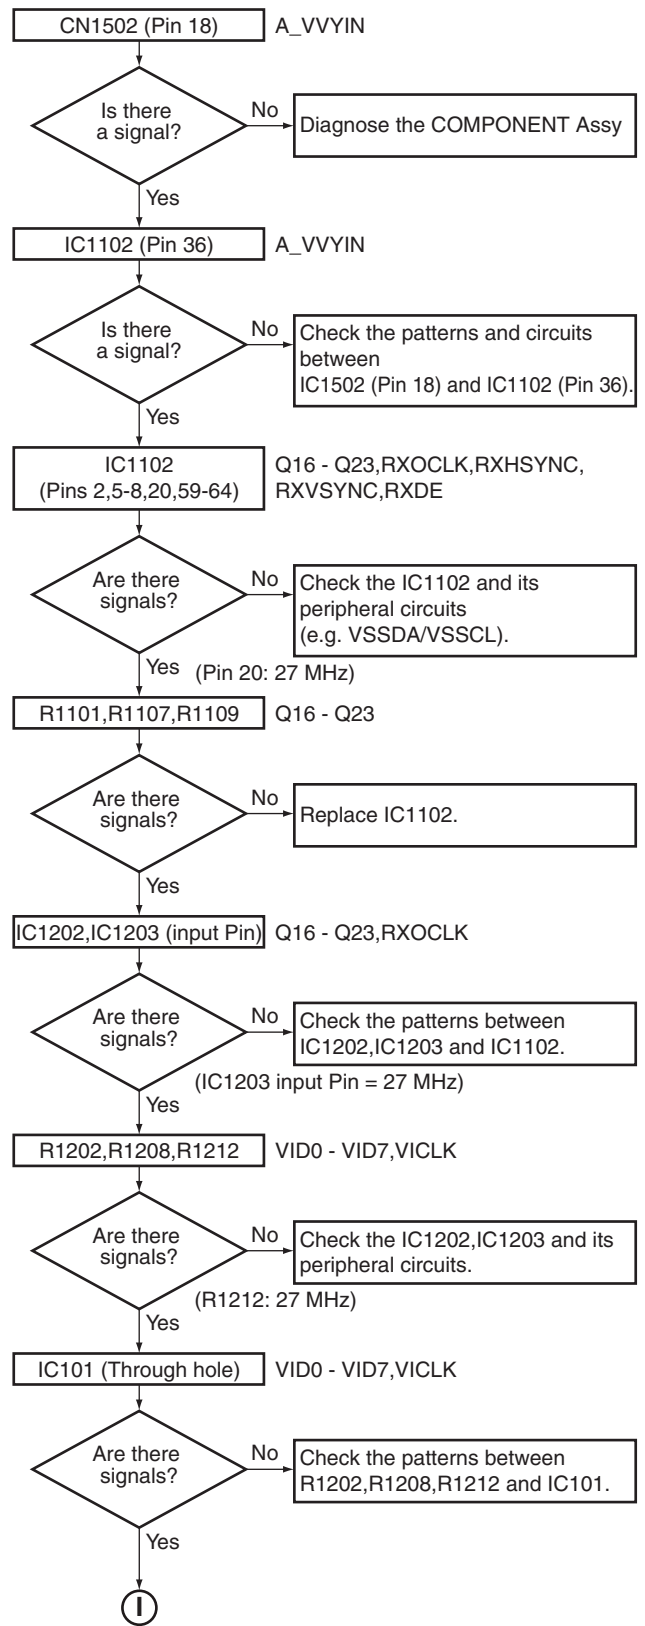 CN1502 (Pin 18) A_VVYIN
Is there
a signal?
No
Diagnose the COMPONENT Assy
Yes
IC1102 (Pin 36) A_VVYIN
Is there
a signal?
No
Check the patterns and circuits
between
IC1502 (Pin 18) and IC1102 (Pin 36).
Yes
IC1102
(Pins 2,5-8,20,59-64)
Q16 - Q23,RXOCLK,RXHSYNC,
RXVSYNC,RXDE
Are there
signals?
No
Check the IC1102 and its
peripheral circuits
(e.g. VSSDA/VSSCL).
Yes (Pin 20: 27 MHz)
R1101,R1107,R1109 Q16 - Q23
Are there
signals?
No
Replace IC1102.
Yes
IC1202,IC1203 (input Pin) Q16 - Q23,RXOCLK
Are there
signals?
No
Check the patterns between
IC1202,IC1203 and IC1102.
(IC1203 input Pin = 27 MHz)
Yes
R1202,R1208,R1212 VID0 - VID7,VICLK
Are there
signals?
No
Check the IC1202,IC1203 and its
peripheral circuits.
(R1212: 27 MHz)
Yes
IC101 (Through hole) VID0 - VID7,VICLK
Are there
signals?
No
Check the patterns between
R1202,R1208,R1212 and IC101.
Yes
I